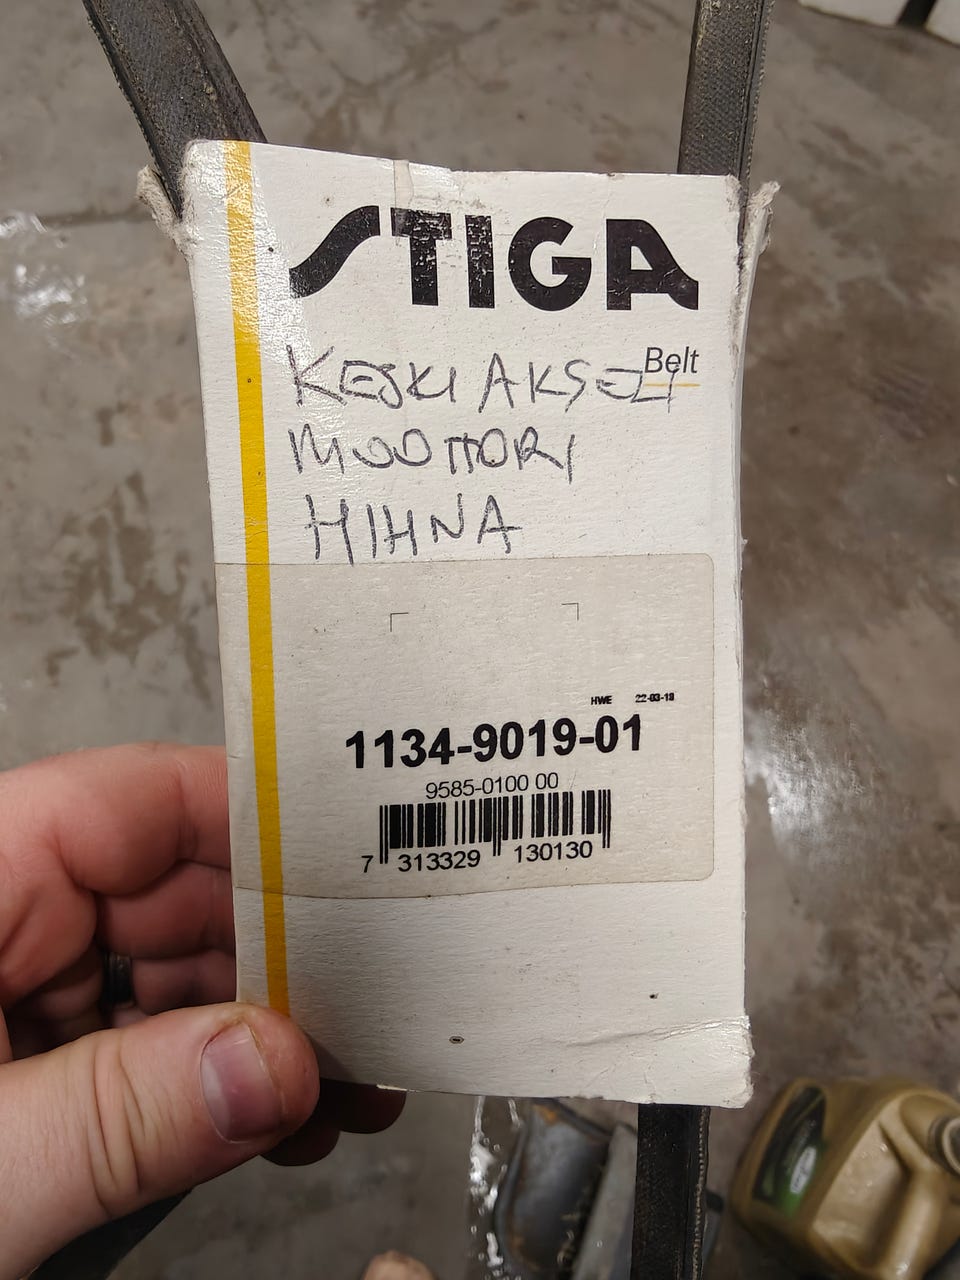 STIGA
Belt
KESKI AKSELI
MOOTTORI
HIHNA
HWE 22-03-18
1134-9019-01
9585-0100 00
7 313329 130130